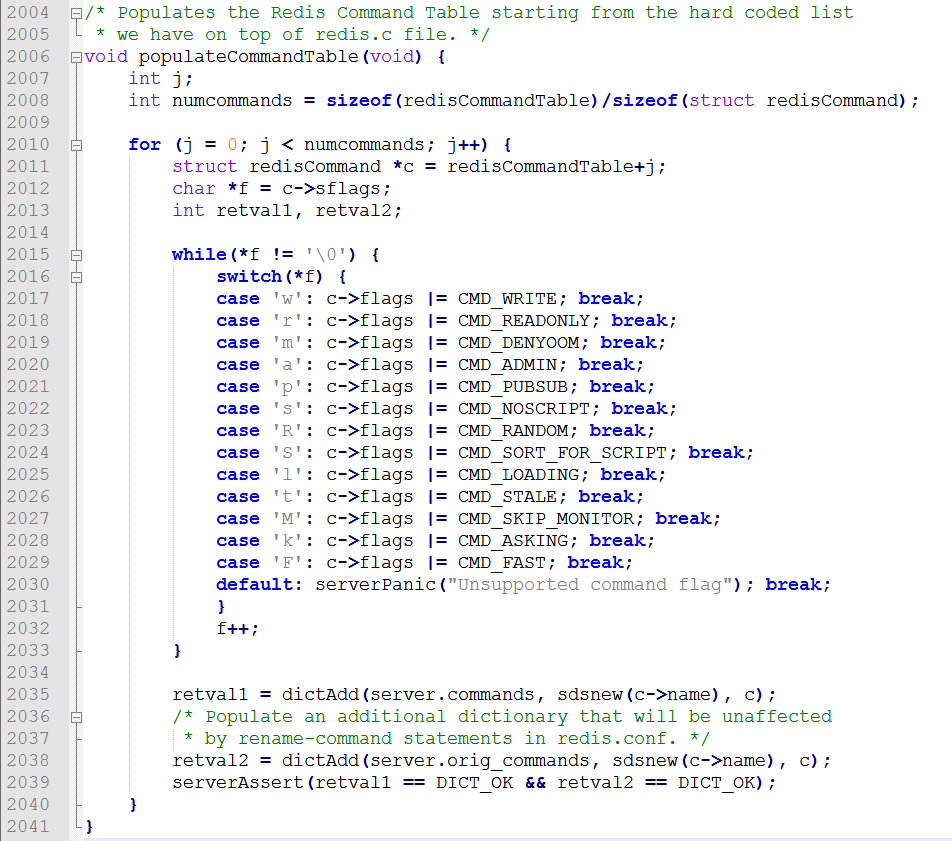 2004 /* Populates the Redis Command Table starting from the hard coded list
2005  * we have on top of redis.c file. */
2006 void populateCommandTable(void) {
2007     int j;
2008     int numcommands = sizeof(redisCommandTable)/sizeof(struct redisCommand);
2009
2010     for (j = 0; j < numcommands; j++) {
2011         struct redisCommand *c = redisCommandTable+j;
2012         char *f = c->sflags;
2013         int retval1, retval2;
2014
2015         while(*f != '\0') {
2016             switch(*f) {
2017             case 'w': c->flags |= CMD_WRITE; break;
2018             case 'r': c->flags |= CMD_READONLY; break;
2019             case 'm': c->flags |= CMD_DENYOOM; break;
2020             case 'a': c->flags |= CMD_ADMIN; break;
2021             case 'p': c->flags |= CMD_PUBSUB; break;
2022             case 's': c->flags |= CMD_NOSCRIPT; break;
2023             case 'R': c->flags |= CMD_RANDOM; break;
2024             case 'S': c->flags |= CMD_SORT_FOR_SCRIPT; break;
2025             case 'l': c->flags |= CMD_LOADING; break;
2026             case 't': c->flags |= CMD_STALE; break;
2027             case 'M': c->flags |= CMD_SKIP_MONITOR; break;
2028             case 'k': c->flags |= CMD_ASKING; break;
2029             case 'F': c->flags |= CMD_FAST; break;
2030             default: serverPanic("Unsupported command flag"); break;
2031             }
2032             f++;
2033         }
2034
2035         retval1 = dictAdd(server.commands, sdsnew(c->name), c);
2036         /* Populate an additional dictionary that will be unaffected
2037          * by rename-command statements in redis.conf. */
2038         retval2 = dictAdd(server.orig_commands, sdsnew(c->name), c);
2039         serverAssert(retval1 == DICT_OK && retval2 == DICT_OK);
2040     }
2041 }